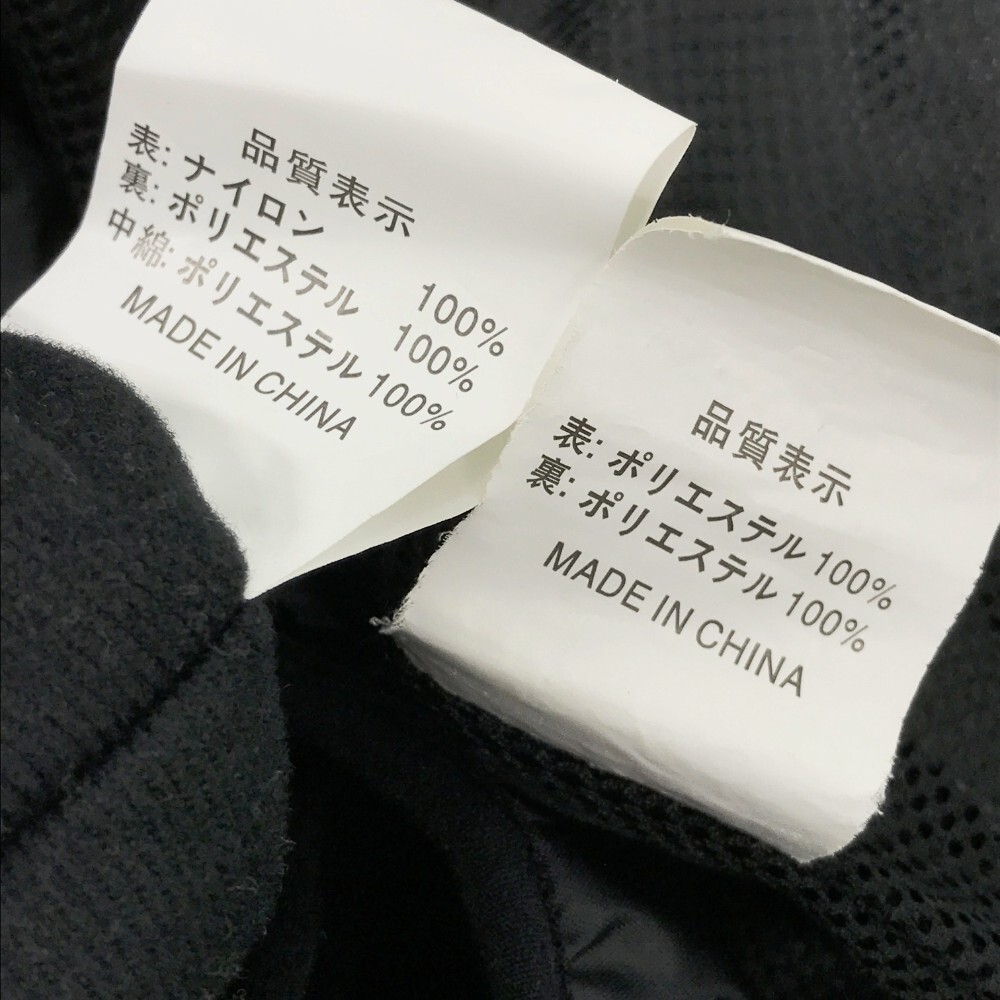 品質表示
表: ナイロン 100%
裏: ポリエステル 100%
中綿: ポリエステル 100%
MADE IN CHINA
品質表示
表: ポリエステル 100%
裏: ポリエステル 100%
MADE IN CHINA